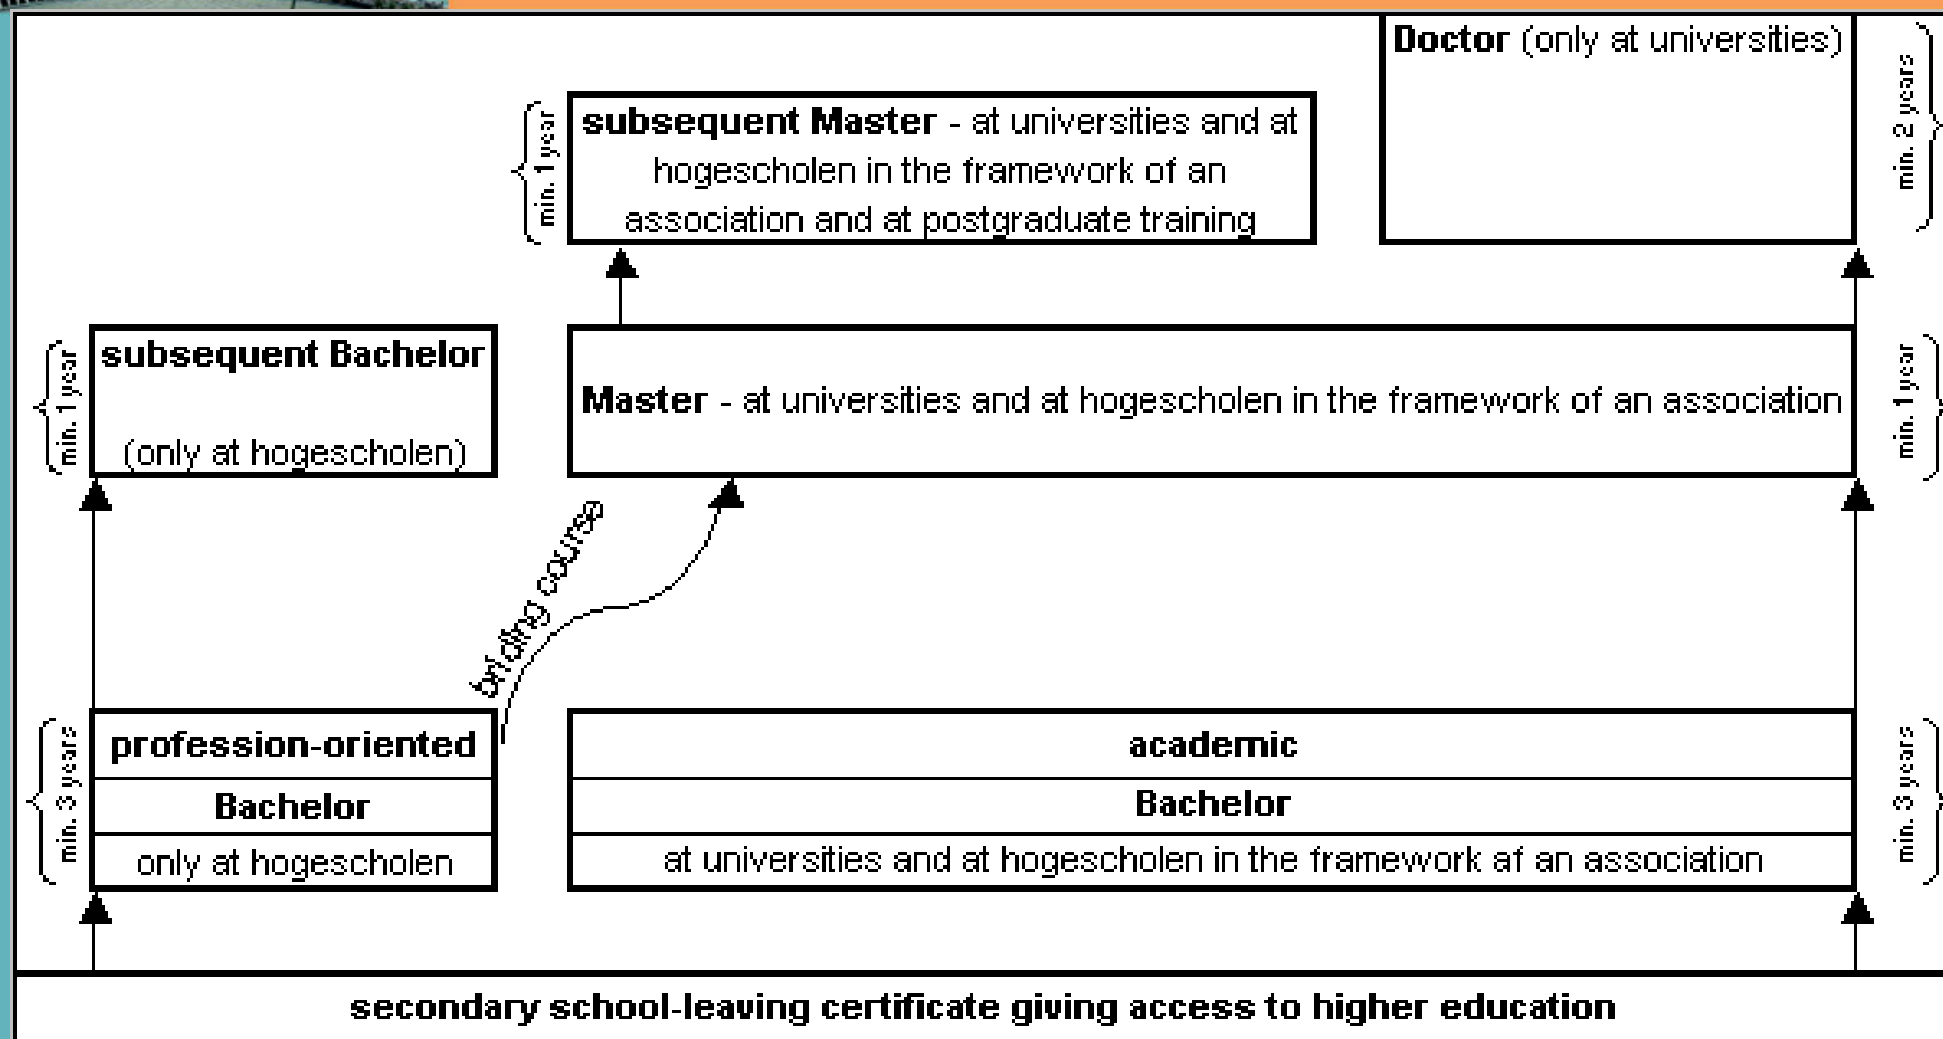 Doctor (only at universities)
min. 2 years
min. 1 year
subsequent Master - at universities and at
hogescholen in the framework of an
association and at postgraduate training
min. 1 year
subsequent Bachelor
(only at hogescholen)
Master - at universities and at hogescholen in the framework of an association
min. 1 year
briding course
min. 3 years
profession-oriented
Bachelor
only at hogescholen
academic
Bachelor
at universities and at hogescholen in the framework af an association
min. 3 years
secondary school-leaving certificate giving access to higher education